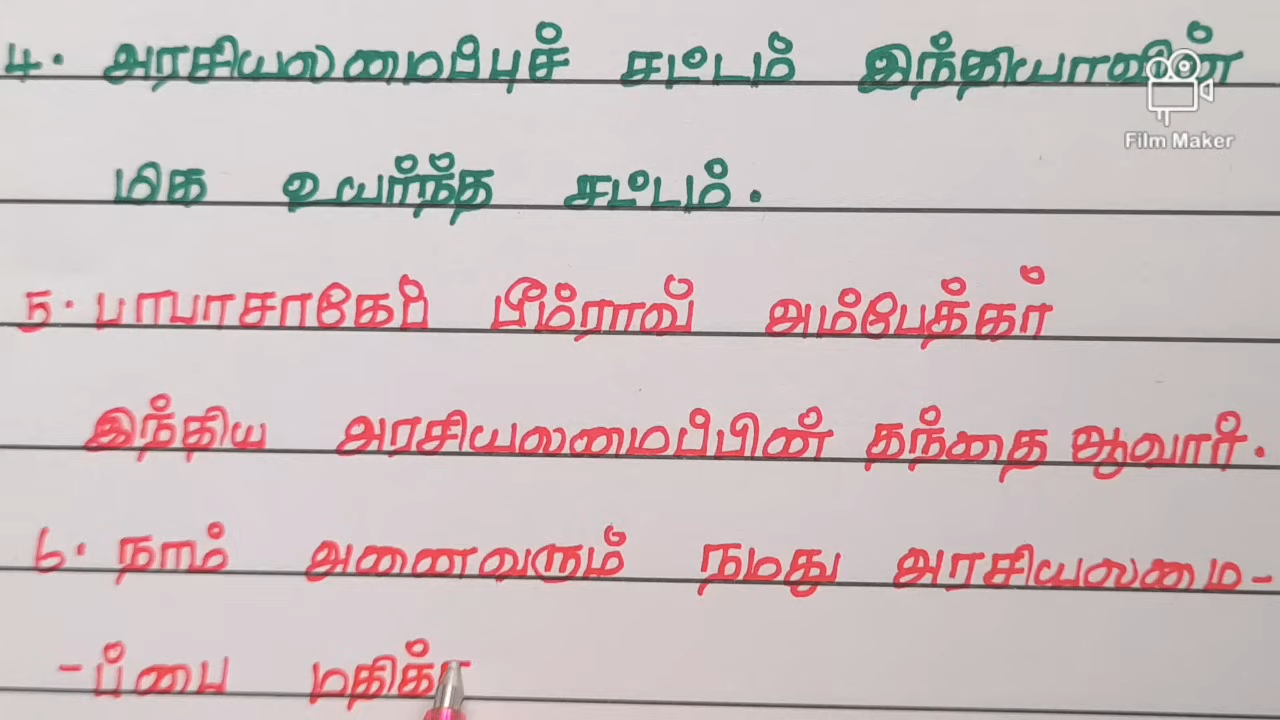 4. அரசியலமைப்புச் சட்டம் இந்தியாவின்
Film Maker
மிக உயர்ந்த சட்டம்.
5. பாபாசாகேப் பீம்ராவ் அம்பேத்கர்
இந்திய அரசியலமைப்பின் தந்தை ஆவார்.
6. நாம் அனைவரும் நமது அரசியலமை-
-ப்பை